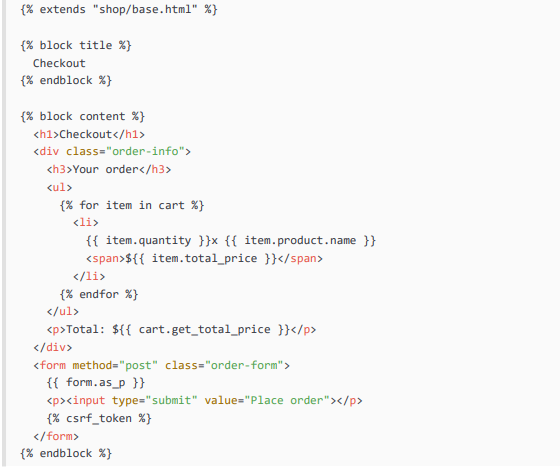 {% extends "shop/base.html" %}
{% block title %}
Checkout
{% endblock %}
{% block content %}
<h1>Checkout</h1>
<div class="order-info">
<h3>Your order</h3>
<ul>
{% for item in cart %}
<li>
{{ item.quantity }}x {{ item.product.name }}
<span>${{ item.total_price }}</span>
</li>
{% endfor %}
</ul>
<p>Total: ${{ cart.get_total_price }}</p>
</div>
<form method="post" class="order-form">
{{ form.as_p }}
<p><input type="submit" value="Place order"></p>
{% csrf_token %}
</form>
{% endblock %}